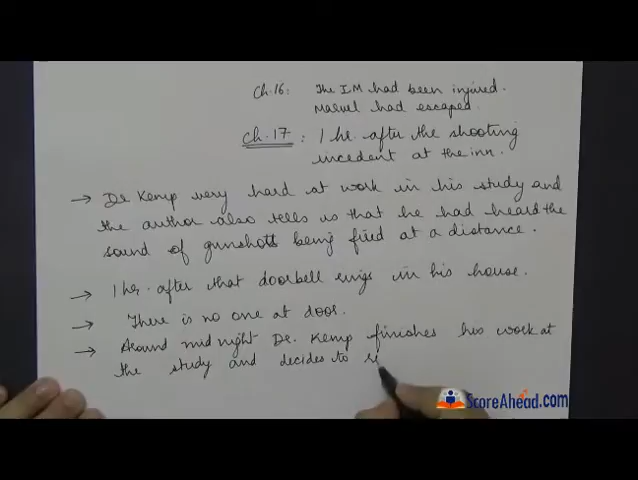 Ch.16: The IM had been injured.
Marvel had escaped.
Ch.17 : 1 hr. after the shooting
incedent at the inn.
→ Dr Kemp very hard at work in his study and
the author also tells us that he had heard the
sound of gunshots being fired at a distance.
→ 1 hr. after that doorbell rings in his house.
→ There is no one at door.
→ Around mid night Dr. Kemp finishes his work at
the study and decides to
ScoreAhead.com